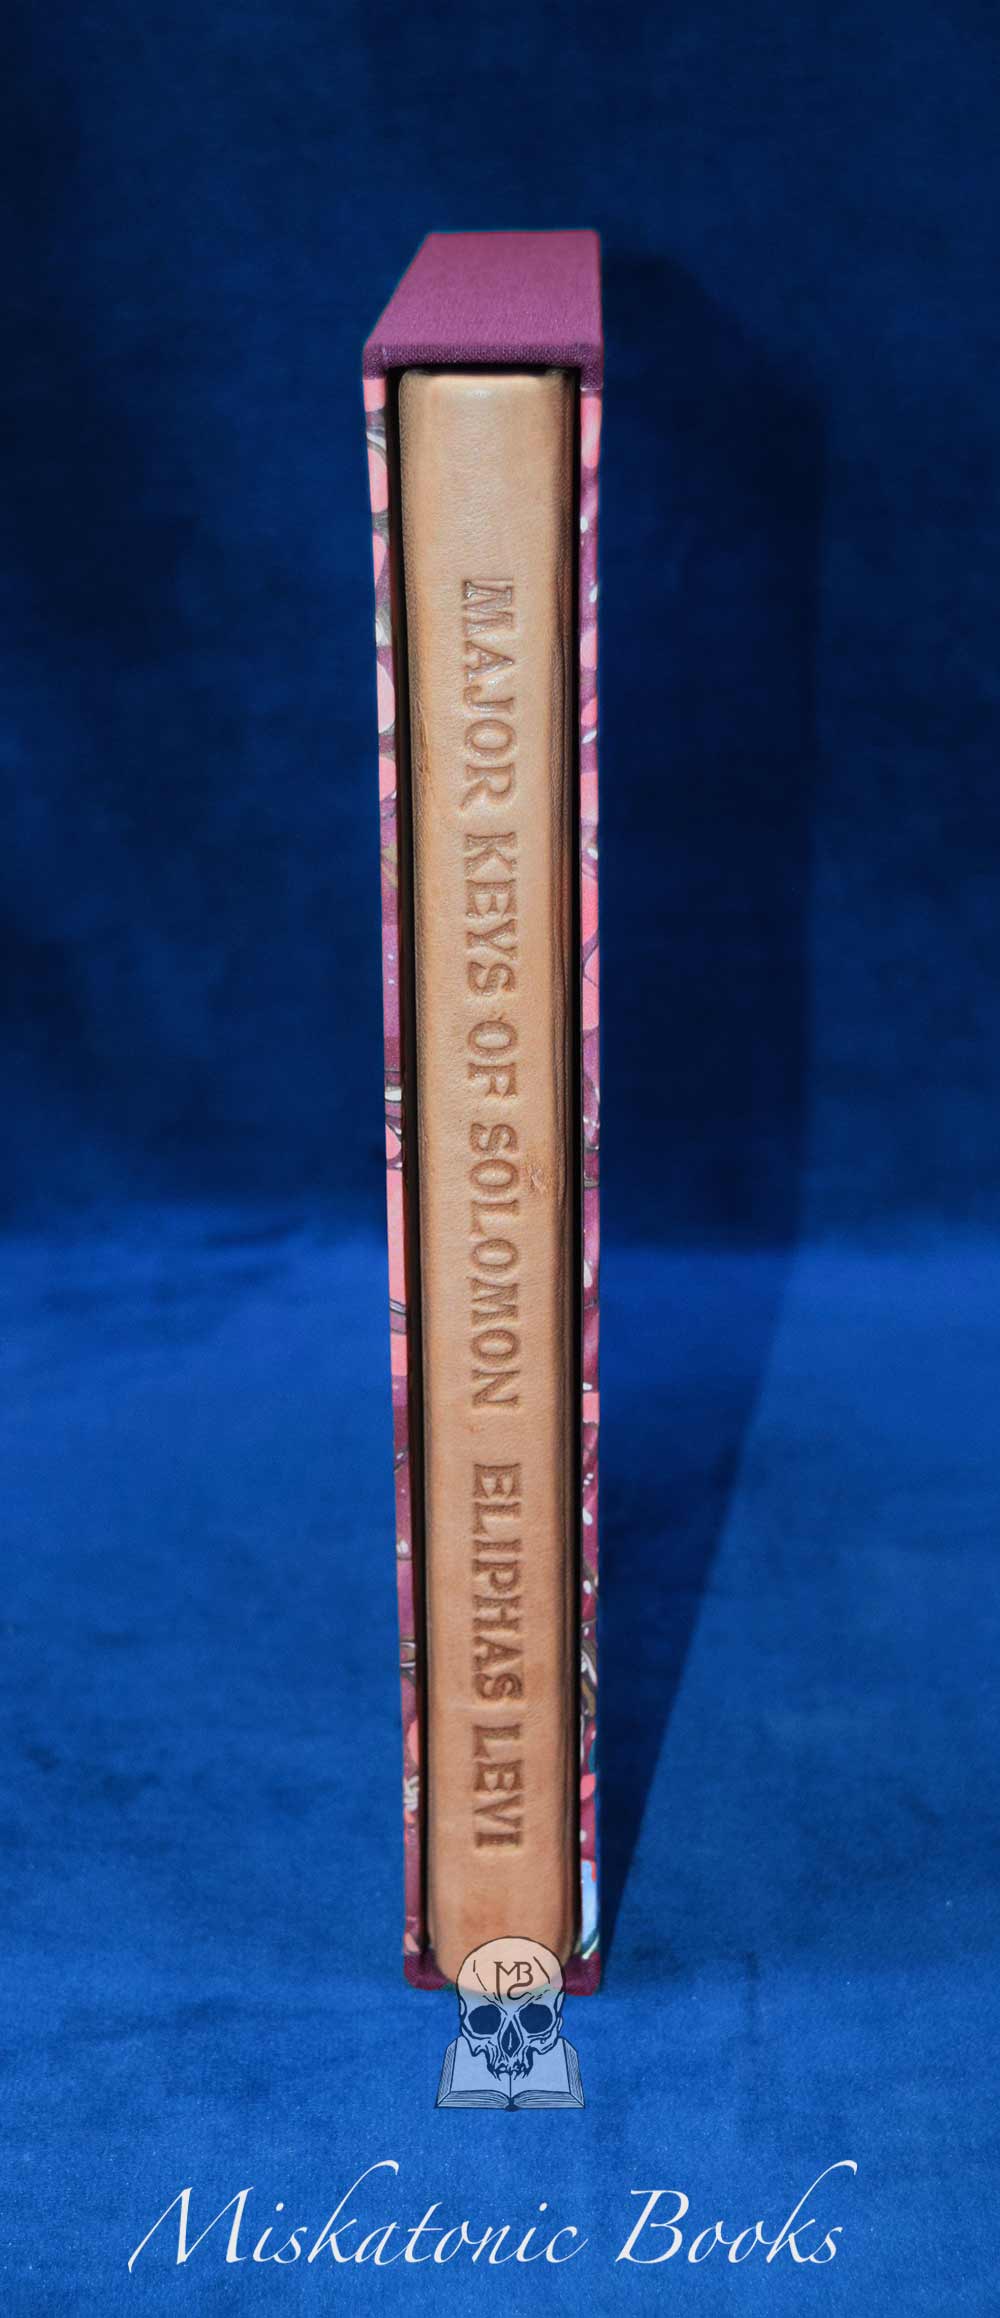 MAJOR KEYS OF SOLOMON ELIPHAS LEVI
MB
Miskatonic Books